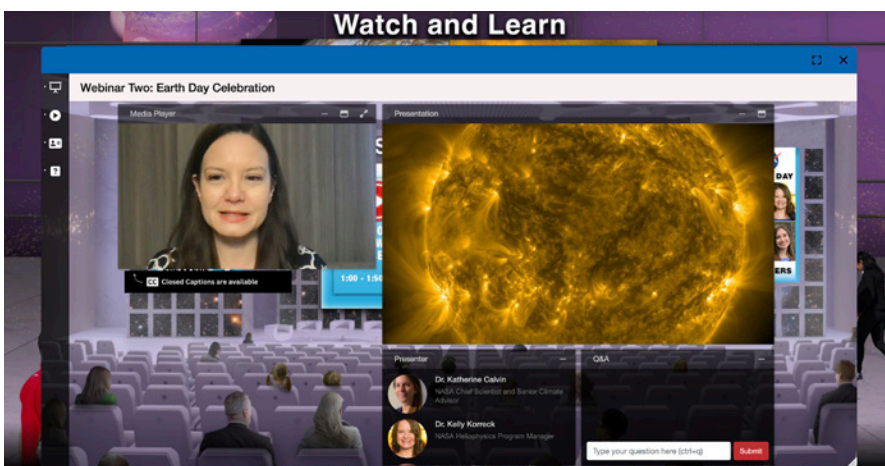 Watch and Learn
Webinar Two: Earth Day Celebration
Media Player
Presentation
S
DAY
ERS
1:00 - 1:50
CC Closed Captions are available
Presenter
Q&A
Dr. Katherine Calvin
NASA Chief Scientist and Senior Climate
Advisor
Dr. Kelly Korreck
NASA Heliophysics Program Manager
Type your question here (ctrl+q)
Submit